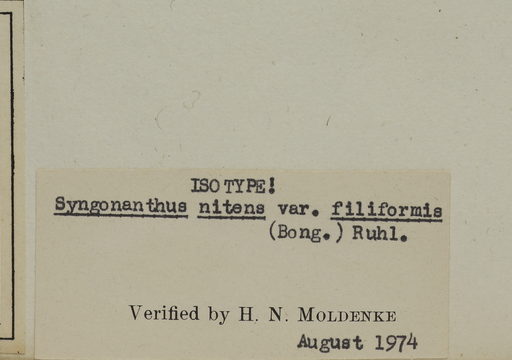 ISOTYPE!
Syngonanthus nitens var. filiformis
(Bong.) Ruhl.
Verified by H. N. MOLDENKE
August 1974